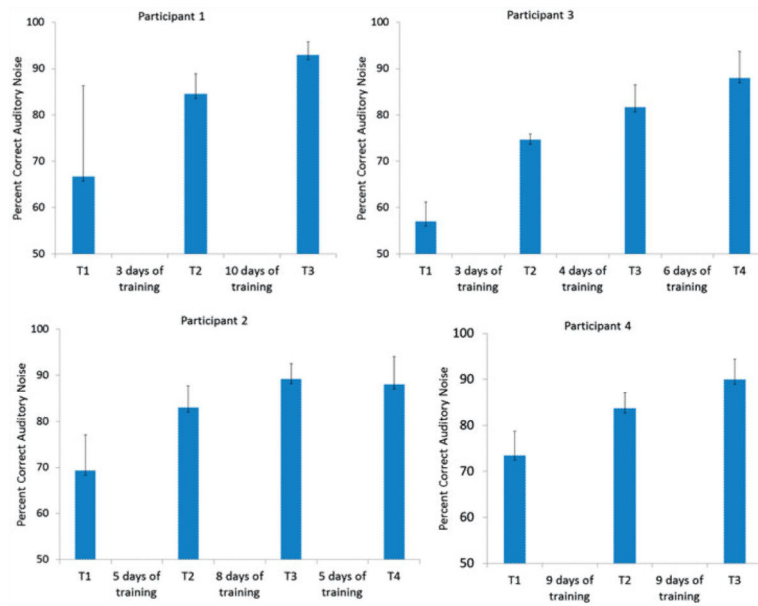 Participant 1
Percent Correct Auditory Noise
100
90
80
70
60
50
T1
3 days of
training
T2
10 days of
training
T3
Participant 3
Percent Correct Auditory Noise
100
90
80
70
60
50
T1
3 days of
training
T2
4 days of
training
T3
6 days of
training
T4
Participant 2
Percent Correct Auditory Noise
100
90
80
70
60
50
T1
5 days of
training
T2
8 days of
training
T3
5 days of
training
T4
Participant 4
Percent Correct Auditory Noise
100
90
80
70
60
50
T1
9 days of
training
T2
9 days of
training
T3